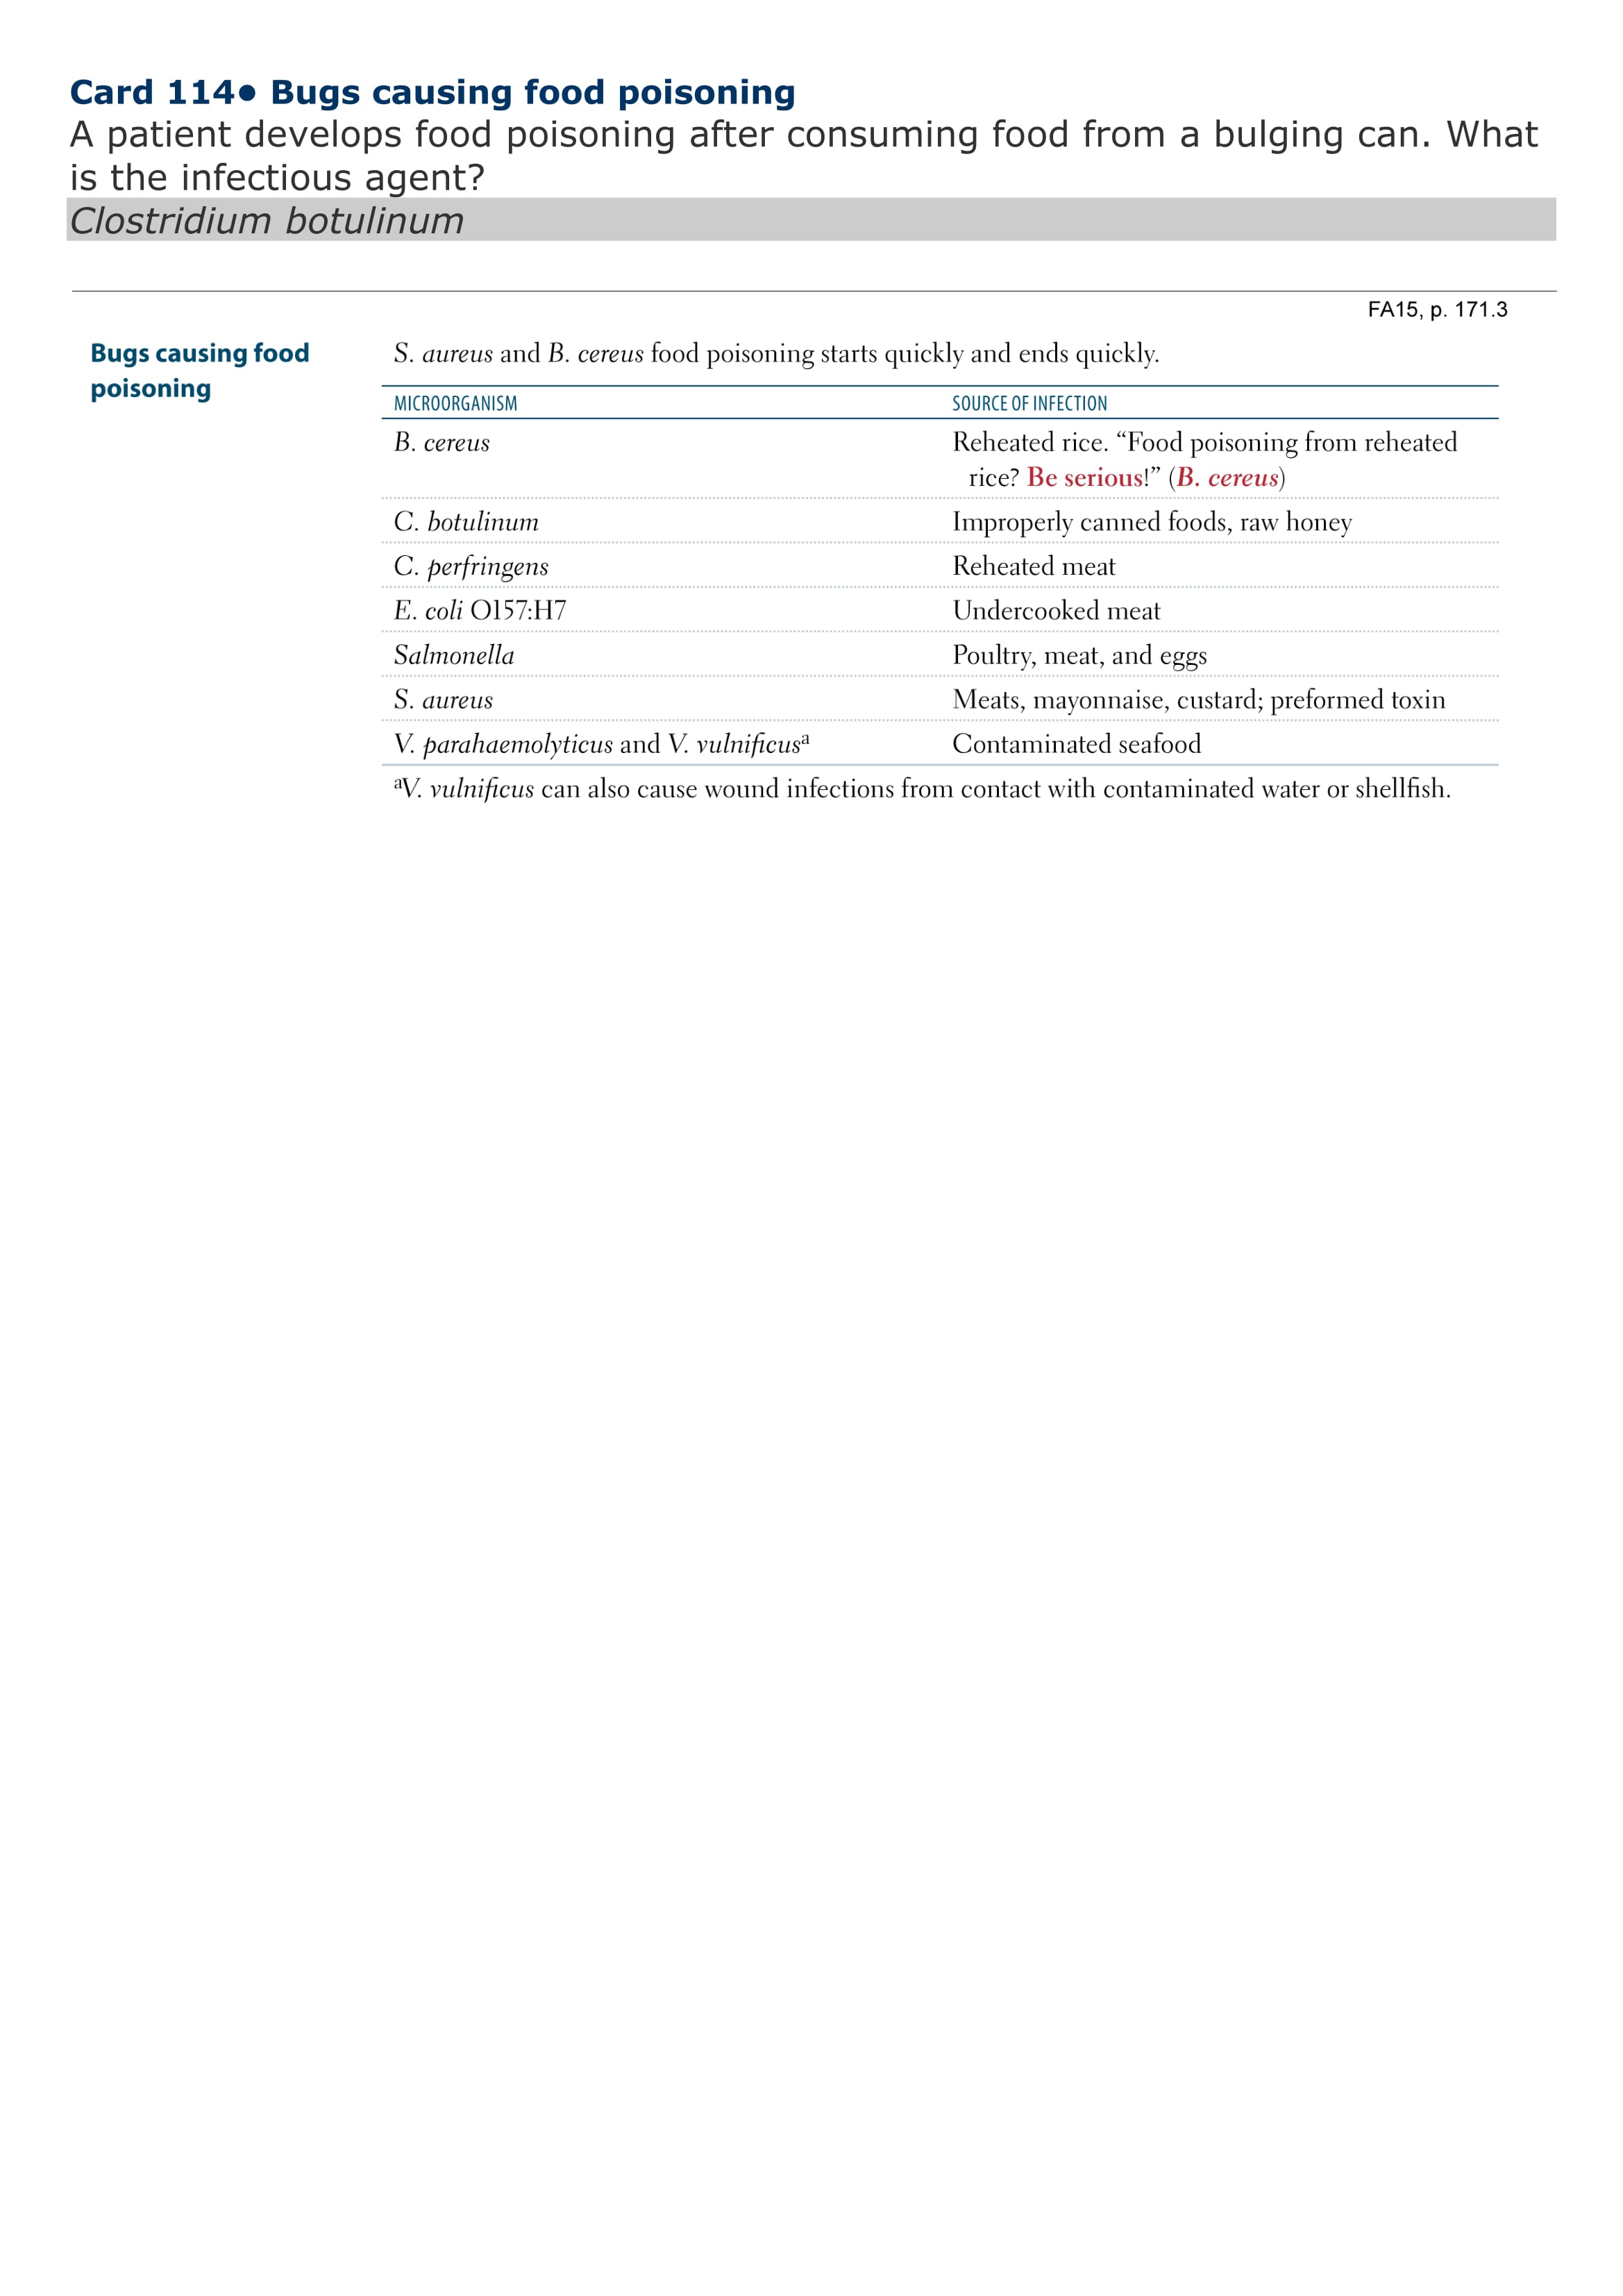 Card 114● Bugs causing food poisoning
A patient develops food poisoning after consuming food from a bulging can. What
is the infectious agent?
Clostridium botulinum
FA15, p. 171.3
Bugs causing food
poisoning
S. aureus and B. cereus food poisoning starts quickly and ends quickly.
MICROORGANISM SOURCE OF INFECTION
B. cereus Reheated rice. “Food poisoning from reheated
rice? Be serious!” (B. cereus)
C. botulinum Improperly canned foods, raw honey
C. perfringens Reheated meat
E. coli O157:H7 Undercooked meat
Salmonella Poultry, meat, and eggs
S. aureus Meats, mayonnaise, custard; preformed toxin
V. parahaemolyticus and V. vulnificusᵃ Contaminated seafood
ᵃV. vulnificus can also cause wound infections from contact with contaminated water or shellfish.